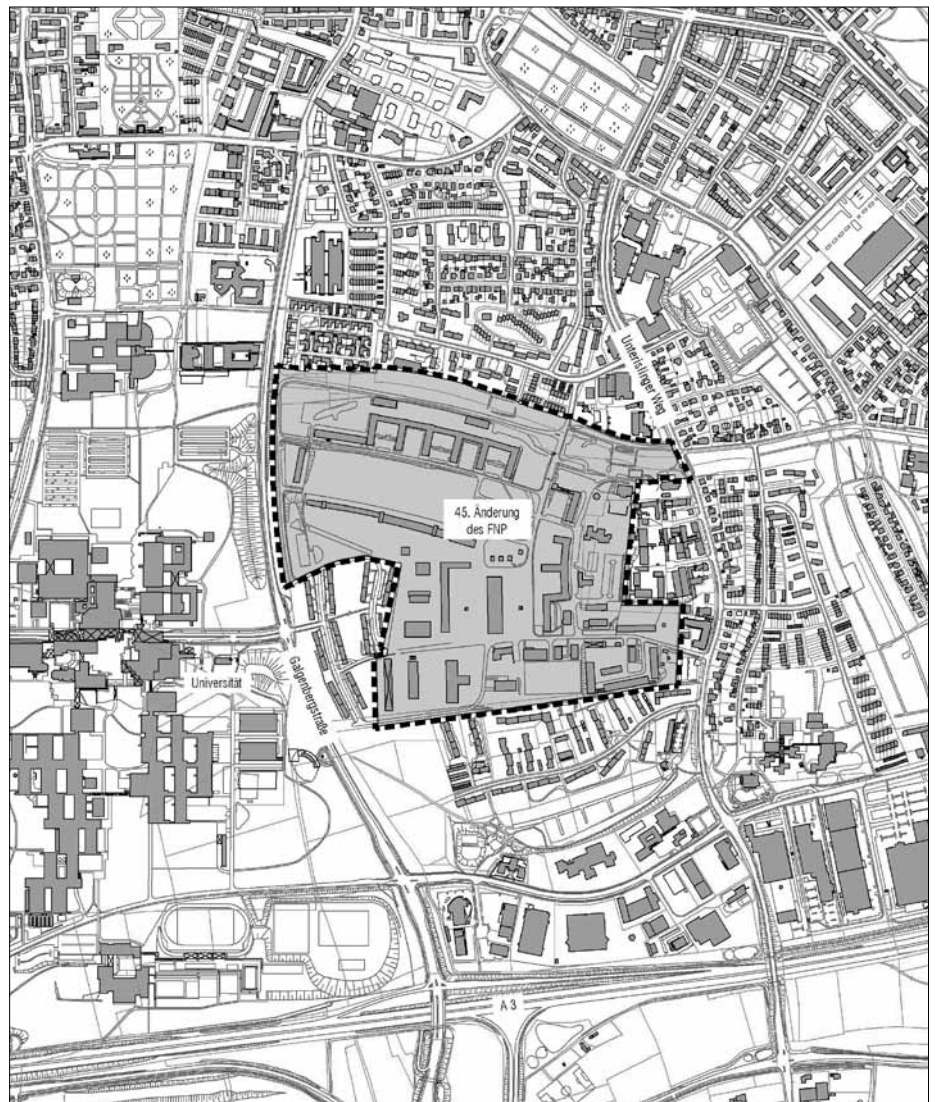 Unterislinger Weg
45. Änderung
des FNP
Universität
Galgenbergstraße
A 3